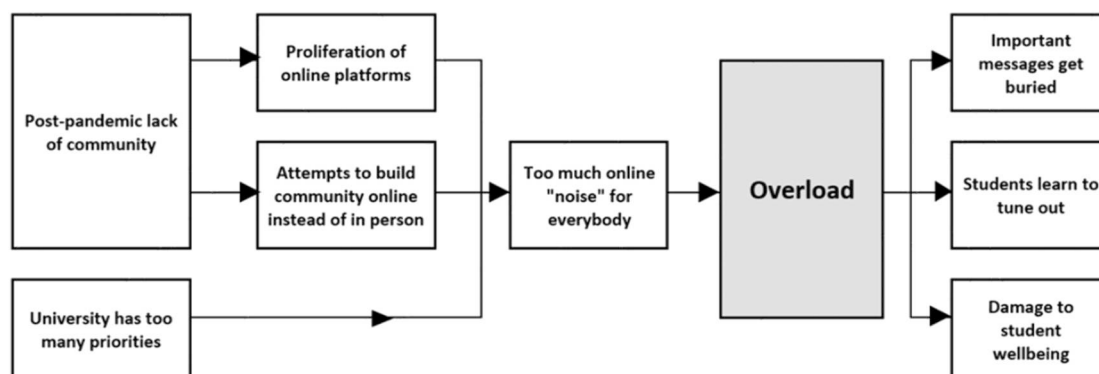 Post-pandemic lack
of community
University has too
many priorities
Proliferation of
online platforms
Attempts to build
community online
instead of in person
Too much online
"noise" for
everybody
Overload
Important
messages get
buried
Students learn to
tune out
Damage to
student
wellbeing